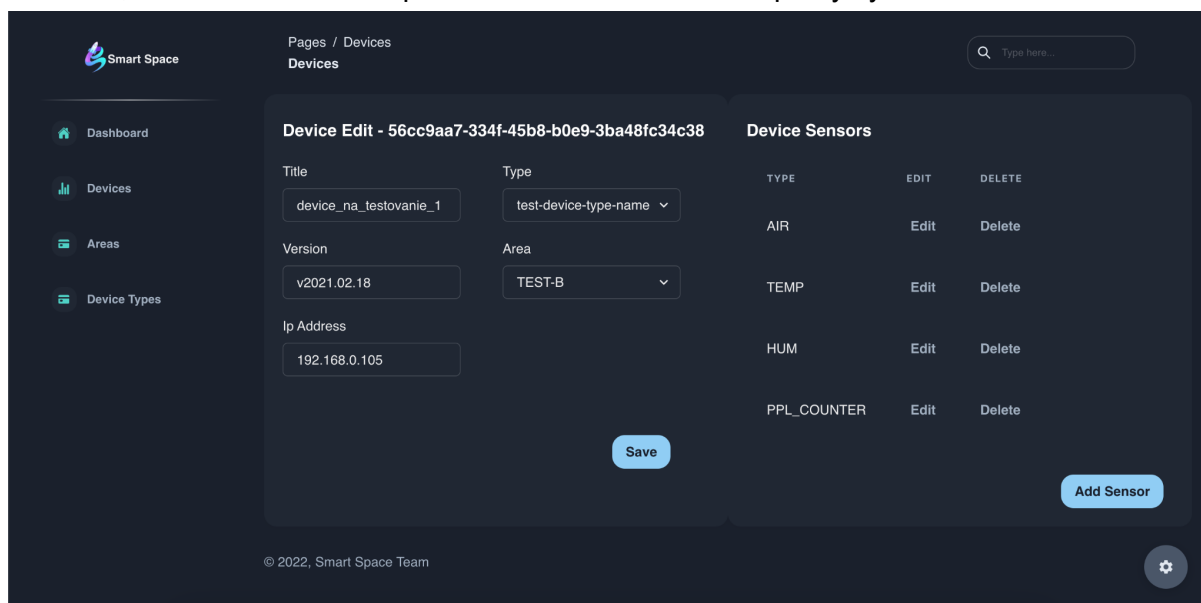 Smart Space
Pages / Devices
Devices
Type here...
Dashboard
Devices
Areas
Device Types
Device Edit - 56cc9aa7-334f-45b8-b0e9-3ba48fc34c38
Title
Type
device_na_testovanie_1
test-device-type-name
Version
Area
v2021.02.18
TEST-B
Ip Address
192.168.0.105
Save
Device Sensors
TYPE EDIT DELETE
AIR Edit Delete
TEMP Edit Delete
HUM Edit Delete
PPL_COUNTER Edit Delete
Add Sensor
© 2022, Smart Space Team